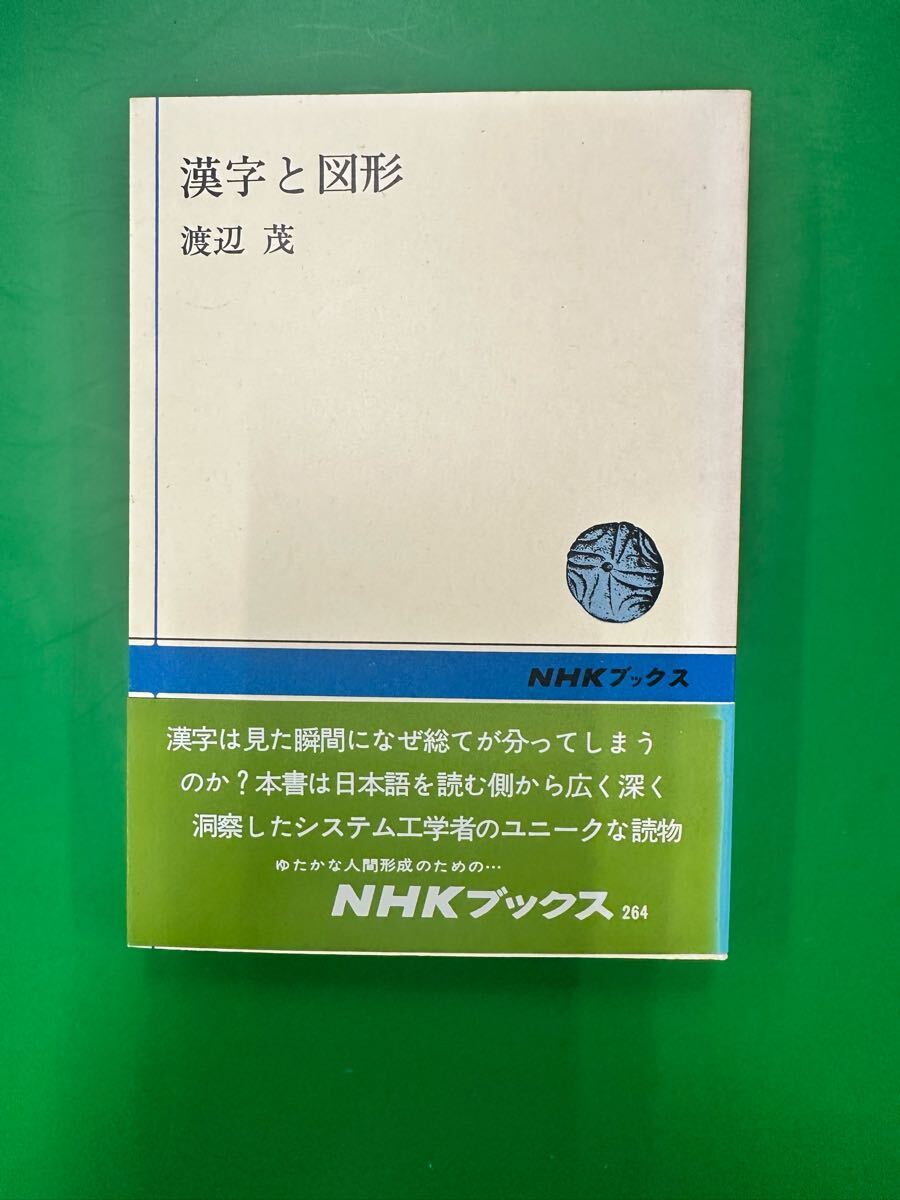 漢字と図形
渡辺 茂
NHKブックス
漢字は見た瞬間になぜ総てが分ってしまう
のか?本書は日本語を読む側から広く深く
洞察したシステム工学者のユニークな読物
ゆたかな人間形成のための…
NHKブックス 264